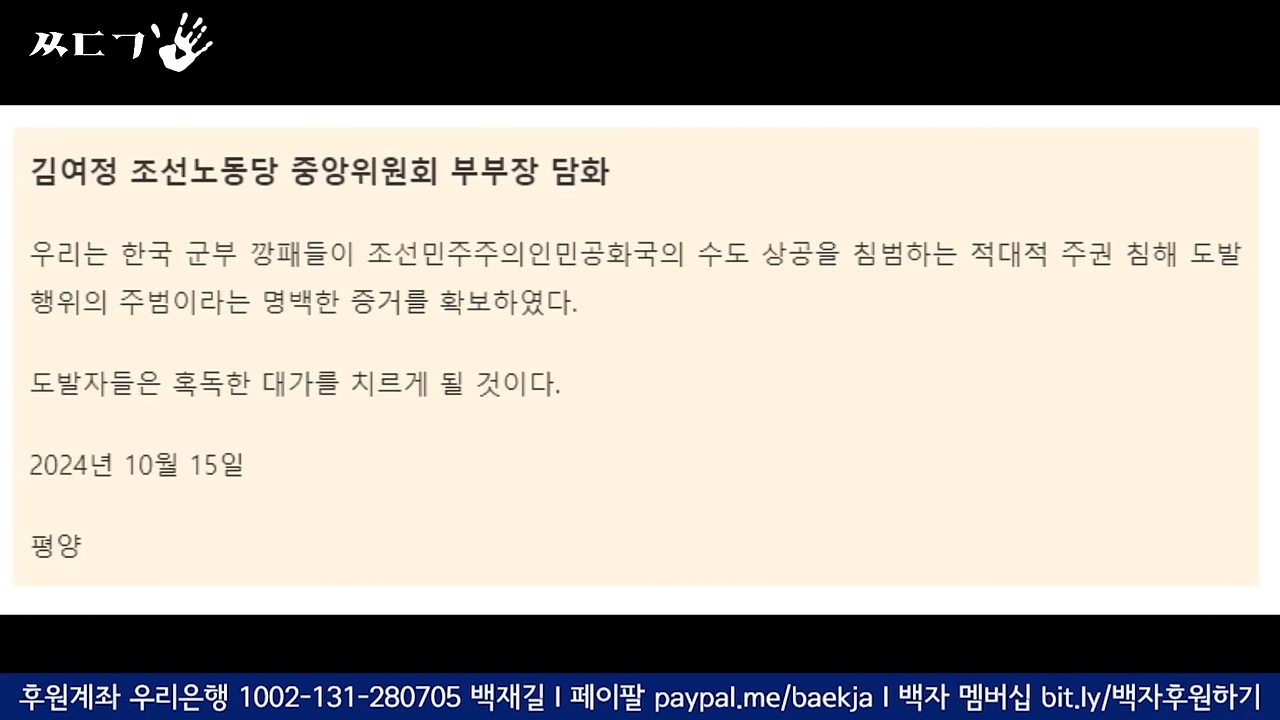 ㅆㄷㄱ
김여정 조선노동당 중앙위원회 부부장 담화
우리는 한국 군부 깡패들이 조선민주주의인민공화국의 수도 상공을 침범하는 적대적 주권 침해 도발
행위의 주범이라는 명백한 증거를 확보하였다.
도발자들은 혹독한 대가를 치르게 될 것이다.
2024년 10월 15일
평양
후원계좌 우리은행 1002-131-280705 백재길 l 페이팔 paypal.me/baekja l 백자 멤버십 bit.ly/백자후원하기